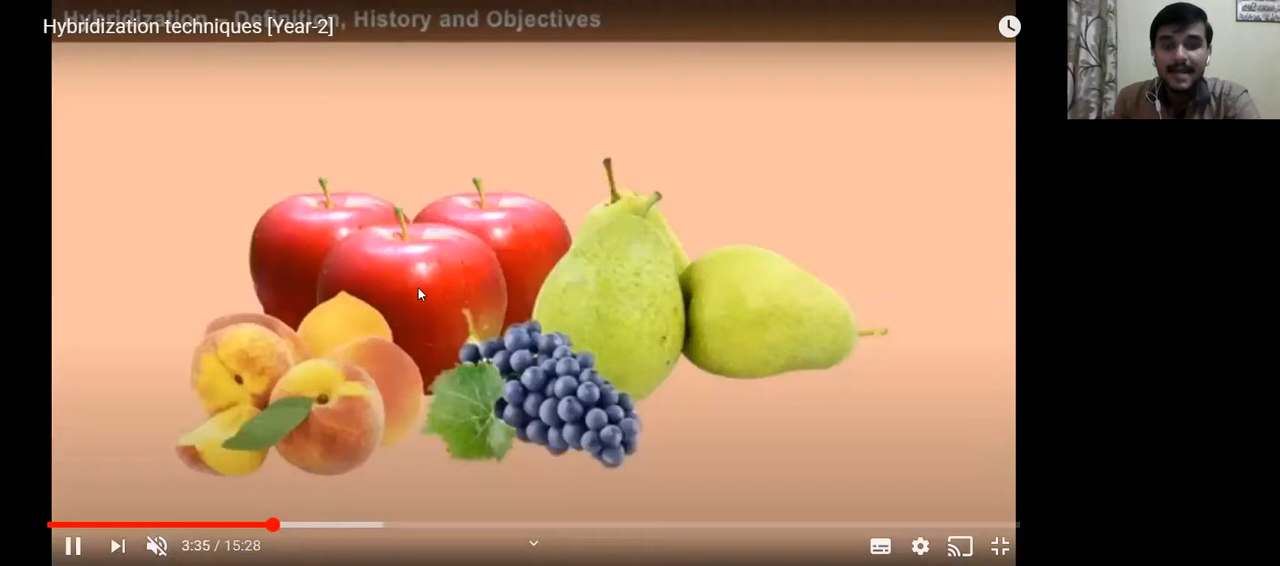 Hybridization – Definition, History and Objectives
Hybridization techniques [Year-2]
3:35 / 15:28